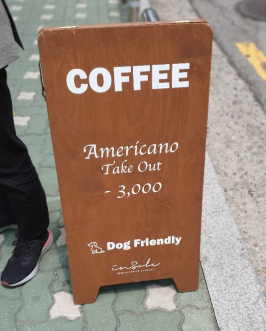 COFFEE
Americano
Take Out
- 3,000
Dog Friendly